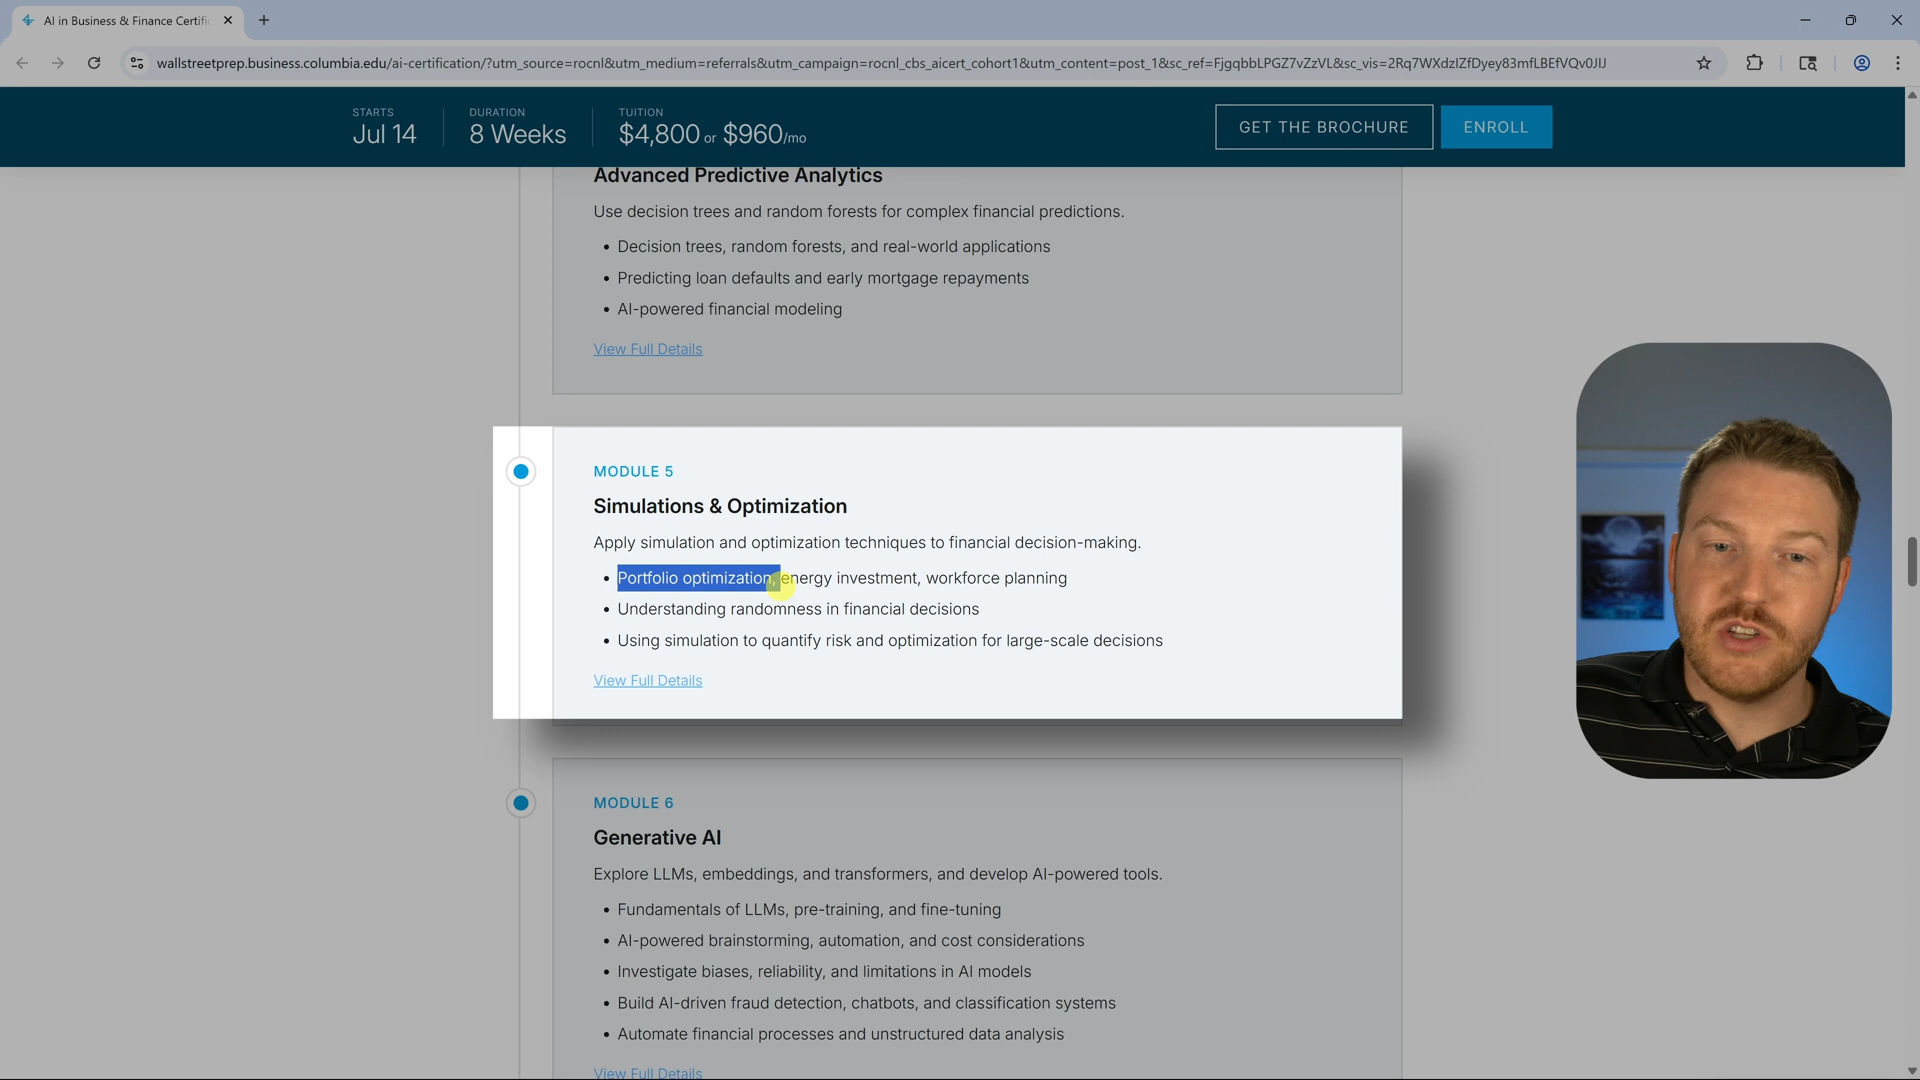 AI in Business & Finance Certifi
wallstreetprep.business.columbia.edu/ai-certification/?utm_source=rocnl&utm_medium=referrals&utm_campaign=rocnl_cbs_aicert_cohort1&utm_content=post_1&sc_ref=FjgqbbLPGZ7vZzVL&sc_vis=2Rq7WXdzIZfDyey83mfLBEfVQv0JIJ
STARTS
Jul 14
DURATION
8 Weeks
TUITION
$4,800 or $960/mo
GET THE BROCHURE
ENROLL
Advanced Predictive Analytics
Use decision trees and random forests for complex financial predictions.
• Decision trees, random forests, and real-world applications
• Predicting loan defaults and early mortgage repayments
• AI-powered financial modeling
View Full Details
MODULE 5
Simulations & Optimization
Apply simulation and optimization techniques to financial decision-making.
• Portfolio optimization, energy investment, workforce planning
• Understanding randomness in financial decisions
• Using simulation to quantify risk and optimization for large-scale decisions
View Full Details
MODULE 6
Generative AI
Explore LLMs, embeddings, and transformers, and develop AI-powered tools.
• Fundamentals of LLMs, pre-training, and fine-tuning
• AI-powered brainstorming, automation, and cost considerations
• Investigate biases, reliability, and limitations in AI models
• Build AI-driven fraud detection, chatbots, and classification systems
• Automate financial processes and unstructured data analysis
View Full Details